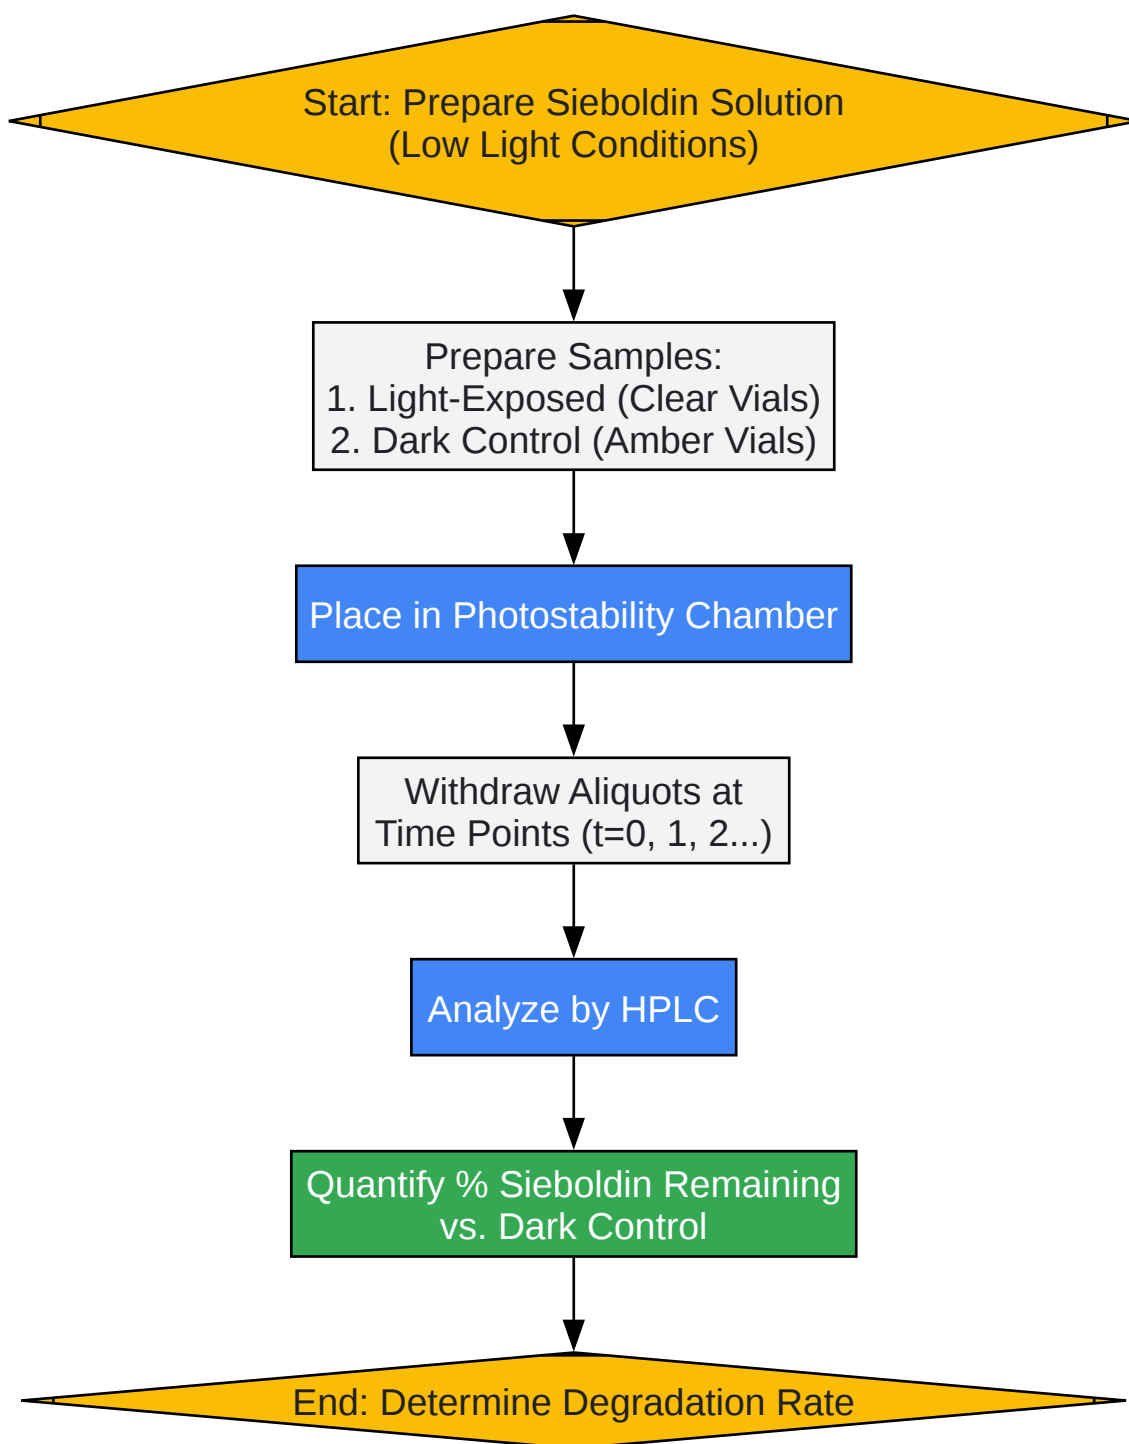 Start: Prepare Sieboldin Solution
(Low Light Conditions)
Prepare Samples:
1. Light-Exposed (Clear Vials)
2. Dark Control (Amber Vials)
Place in Photostability Chamber
Withdraw Aliquots at
Time Points (t=0, 1, 2...)
Analyze by HPLC
Quantify % Sieboldin Remaining
vs. Dark Control
End: Determine Degradation Rate